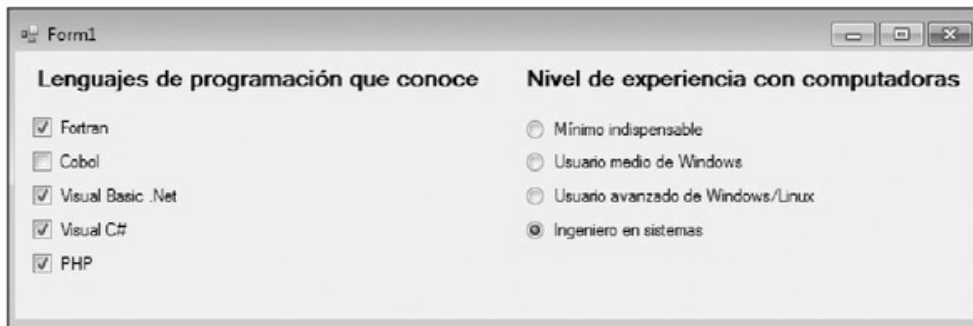 Form1
Lenguajes de programación que conoce
Fortran
Cobol
Visual Basic .Net
Visual C#
PHP
Nivel de experiencia con computadoras
Mínimo indispensable
Usuario medio de Windows
Usuario avanzado de Windows/Linux
Ingeniero en sistemas